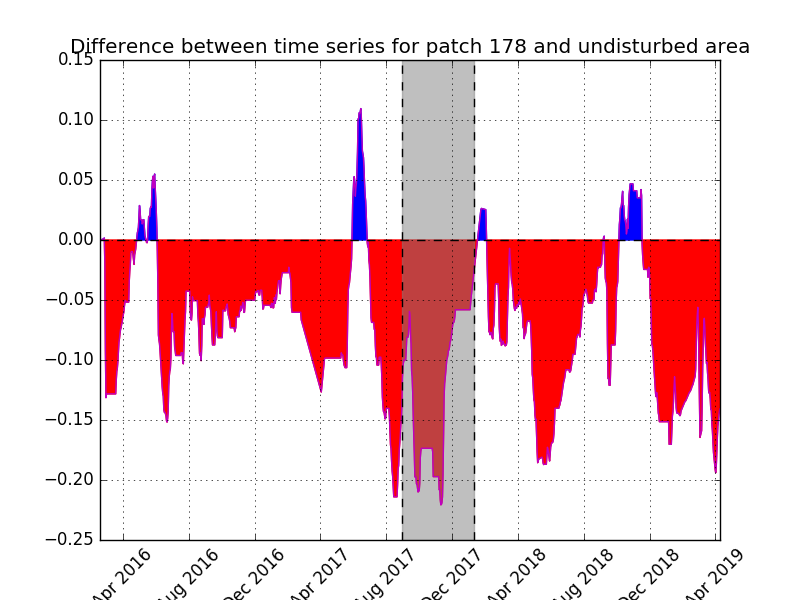 Difference between time series for patch 178 and undisturbed area
0.15
0.10
0.05
0.00
−0.05
−0.10
−0.15
−0.20
−0.25
Apr 2016
Aug 2016
Dec 2016
Apr 2017
Aug 2017
Dec 2017
Apr 2018
Aug 2018
Dec 2018
Apr 2019